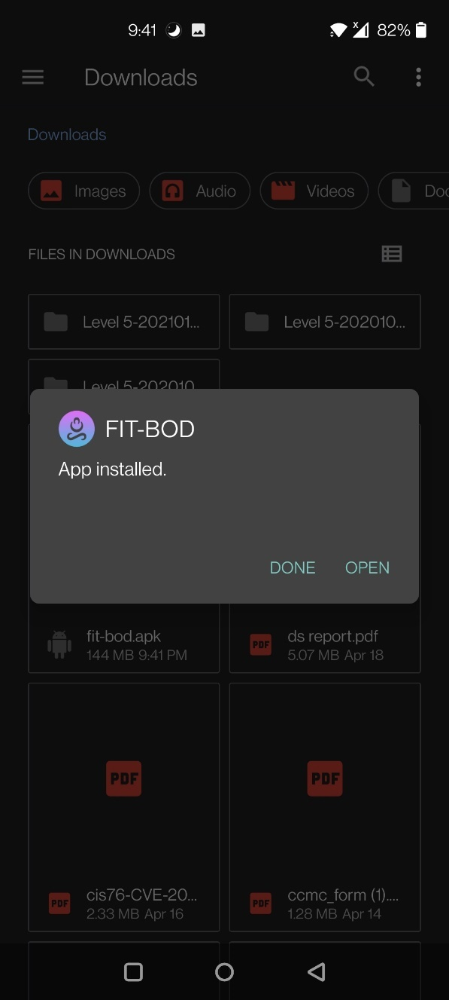 9:41
x
82%
Downloads
Downloads
Images
Audio
Videos
Doc
FILES IN DOWNLOADS
Level 5-202101...
Level 5-202010...
Level 5-202010
FIT-BOD
App installed.
DONE
OPEN
fit-bod.apk
144 MB 9:41 PM
PDF
ds report.pdf
5.07 MB Apr 18
PDF
PDF
PDF
cis76-CVE-20...
2.33 MB Apr 16
PDF
ccmc_form (1)....
1.28 MB Apr 14